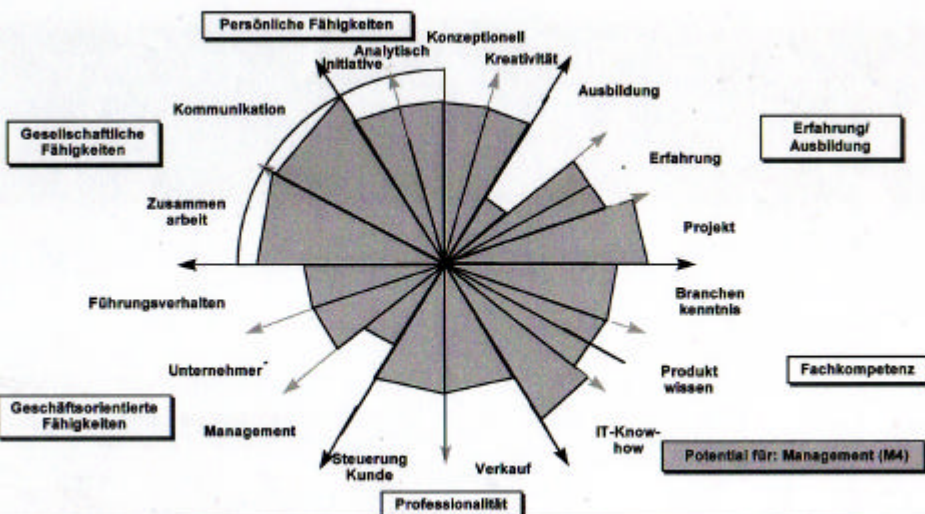 Persönliche Fähigkeiten
Konzeptionell
Analytisch
Initiative
Kreativität
Kommunikation
Ausbildung
Gesellschaftliche
Fähigkeiten
Erfahrung/
Ausbildung
Erfahrung
Zusammen
arbeit
Projekt
Führungsverhalten
Branchen
kenntnis
Unternehmer
Produkt
wissen
Fachkompetenz
Geschäftsorientierte
Fähigkeiten
Management
IT-Know-
how
Steuerung
Kunde
Verkauf
Potential für: Management (M4)
Professionalität